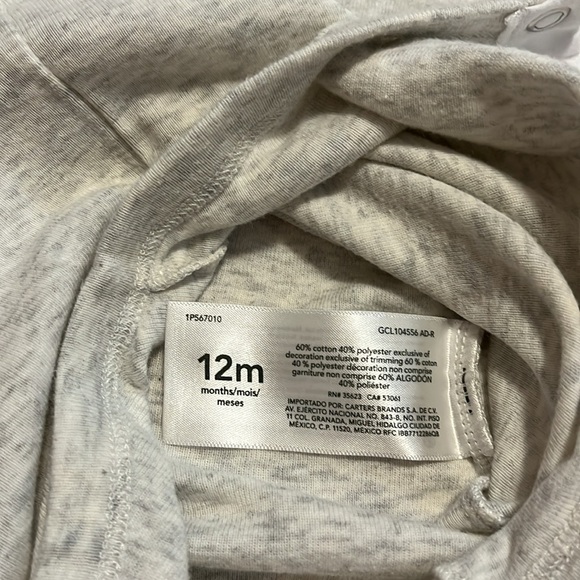 1PS67010
GCL104556 AD-R
12m
months/mois/
meses
60% cotton 40% polyester exclusive of
decoration exclusive of trimming 60 % cotton
40 % polyester décoration non comprise
garniture non comprise 60% ALGODÓN
40% poliéster
RN# 35623 CA# 53061
IMPORTADO POR: CARTERS BRANDS S.A. DE C.V.
AV. EJÉRCITO NACIONAL NO. 843-B, NO. INT. PISO
11 COL. GRANADA, MIGUEL HIDALGO CIUDAD DE
MÉXICO, C.P. 11520, MÉXICO RFC